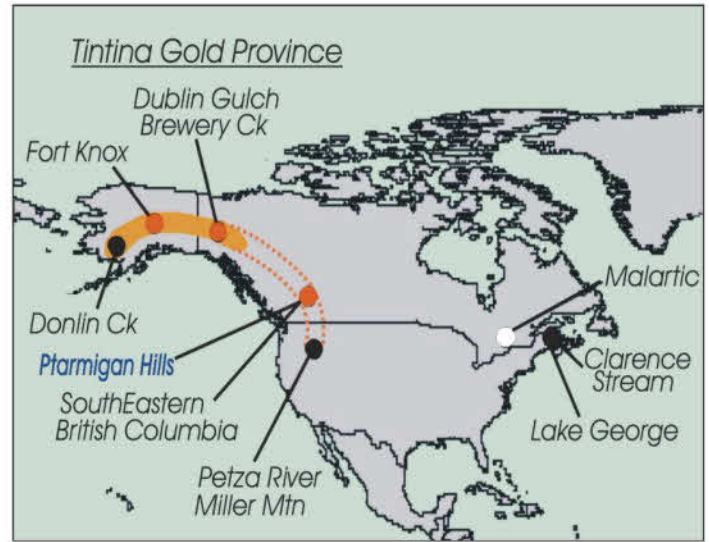 Tintina Gold Province
Dublin Gulch
Brewery Ck
Fort Knox
Malartic
Donlin Ck
Ptarmigan Hills
Clarence
Stream
SouthEastern
British Columbia
Lake George
Petza River
Miller Mtn